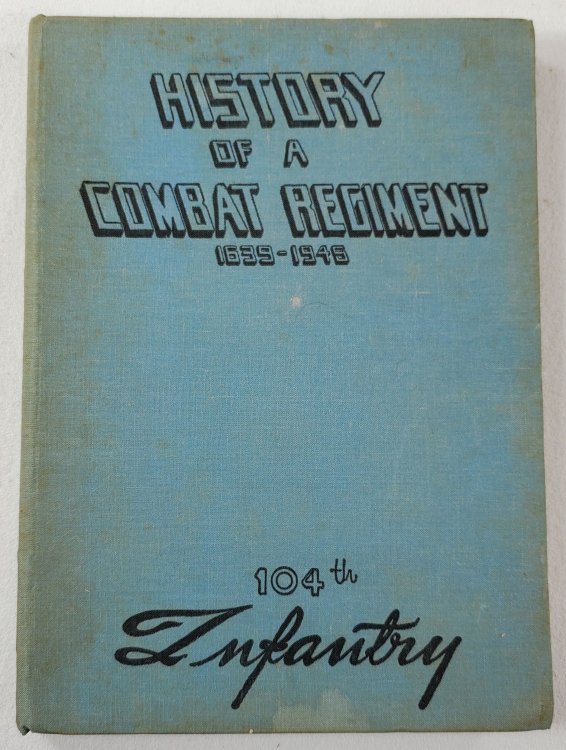 HISTORY
OF A
COMBAT REGIMENT
1639-1945
104th
Infantry